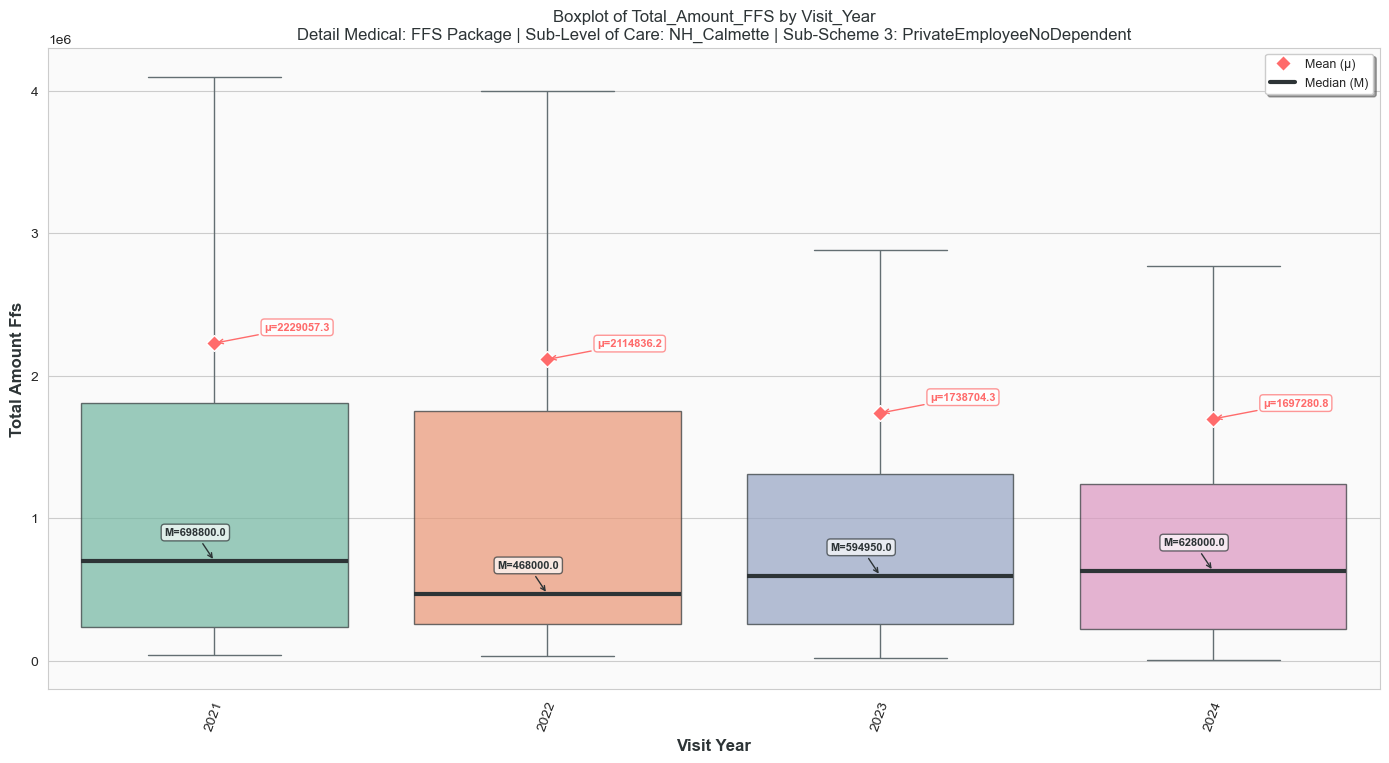 Boxplot of Total_Amount_FFS by Visit_Year
Detail Medical: FFS Package | Sub-Level of Care: NH_Calmette | Sub-Scheme 3: PrivateEmployeeNoDependent
1e6
Mean (μ)
Median (M)
4
3
2
1
0
Total Amount Ffs
μ=2229057.3
μ=2114836.2
μ=1738704.3
μ=1697280.8
M=698800.0
M=468000.0
M=594950.0
M=628000.0
2021
2022
2023
2024
Visit Year